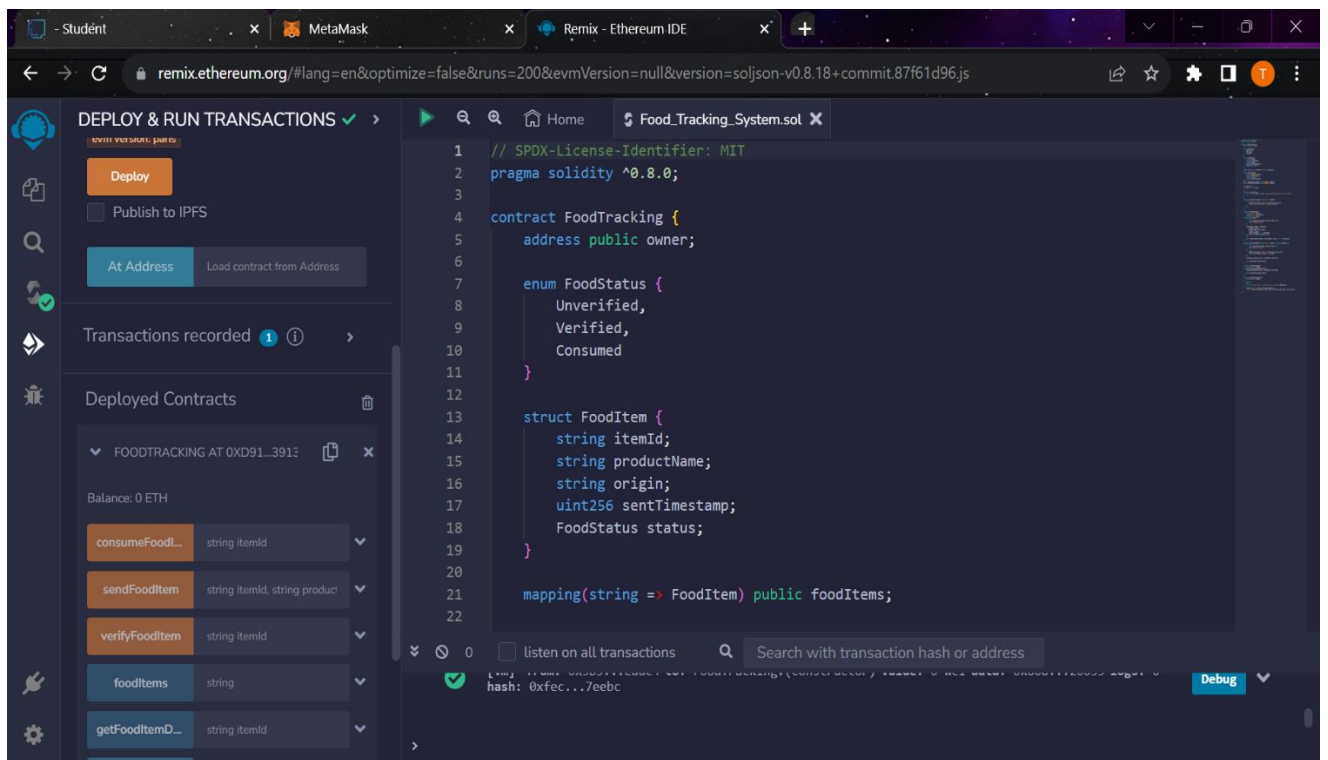 - Student
MetaMask
Remix - Ethereum IDE
remix.ethereum.org/#lang=en&optimize=false&runs=200&evmVersion=null&version=soljson-v0.8.18+commit.87f61d96.js
T
DEPLOY & RUN TRANSACTIONS
evm version: paris
Deploy
Publish to IPFS
At Address Load contract from Address
Transactions recorded 1 i
Deployed Contracts
FOODTRACKING AT 0XD91...3913
Balance: 0 ETH
consumeFoodI... string itemId
sendFoodItem string itemId, string product
verifyFoodItem string itemId
foodItems string
getFoodItemD... string itemId
Home Food_Tracking_System.sol
1 // SPDX-License-Identifier: MIT
2 pragma solidity ^0.8.0;
3
4 contract FoodTracking {
5 address public owner;
6
7 enum FoodStatus {
8 Unverified,
9 Verified,
10 Consumed
11 }
12
13 struct FoodItem {
14 string itemId;
15 string productName;
16 string origin;
17 uint256 sentTimestamp;
18 FoodStatus status;
19 }
20
21 mapping(string => FoodItem) public foodItems;
22
0 listen on all transactions Search with transaction hash or address
hash: 0xfec...7eebc
Debug
>